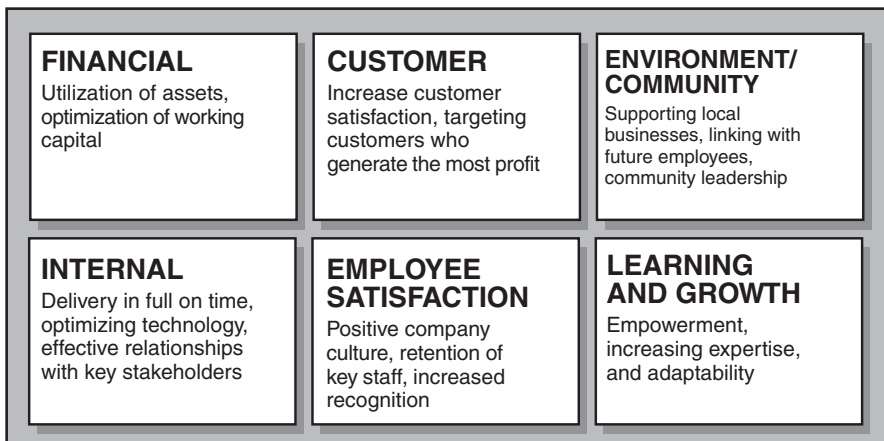 FINANCIAL
Utilization of assets,
optimization of working
capital
CUSTOMER
Increase customer
satisfaction, targeting
customers who
generate the most profit
ENVIRONMENT/
COMMUNITY
Supporting local
businesses, linking with
future employees,
community leadership
INTERNAL
Delivery in full on time,
optimizing technology,
effective relationships
with key stakeholders
EMPLOYEE
SATISFACTION
Positive company
culture, retention of
key staff, increased
recognition
LEARNING
AND GROWTH
Empowerment,
increasing expertise,
and adaptability